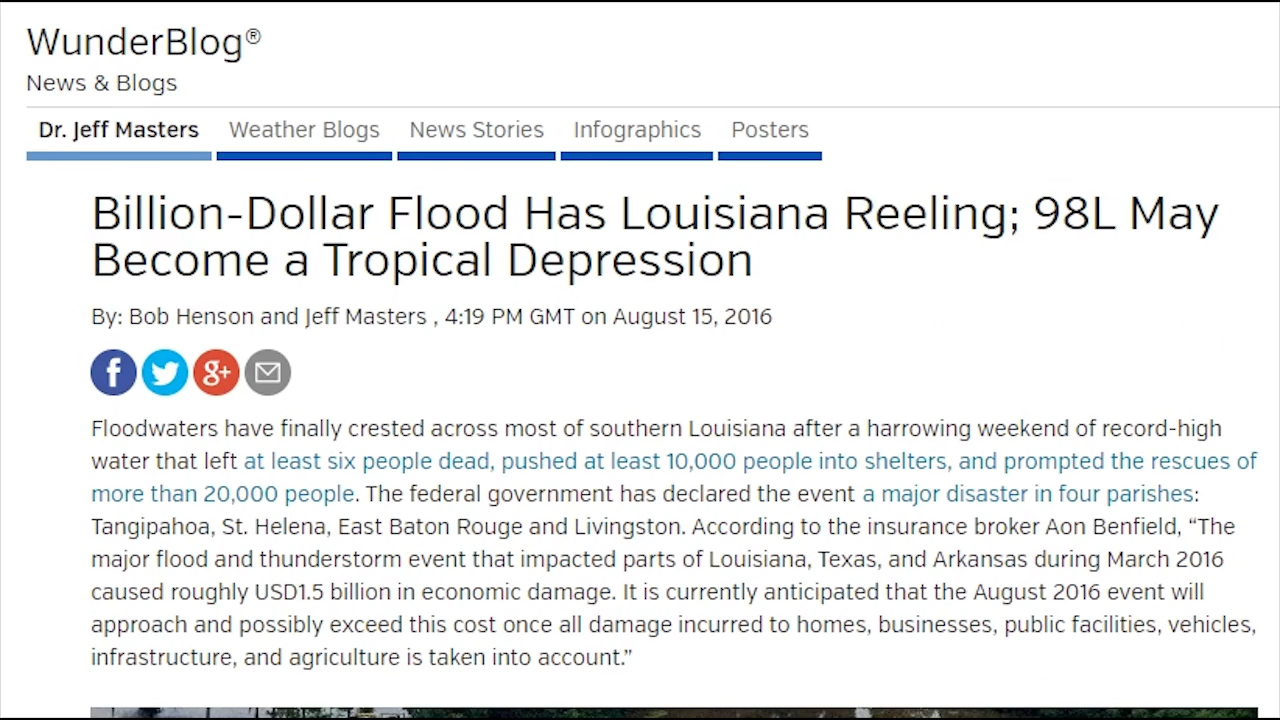 WunderBlog®
News & Blogs
Dr. Jeff Masters Weather Blogs News Stories Infographics Posters
Billion-Dollar Flood Has Louisiana Reeling; 98L May
Become a Tropical Depression
By: Bob Henson and Jeff Masters , 4:19 PM GMT on August 15, 2016
f g+
Floodwaters have finally crested across most of southern Louisiana after a harrowing weekend of record-high
water that left at least six people dead, pushed at least 10,000 people into shelters, and prompted the rescues of
more than 20,000 people. The federal government has declared the event a major disaster in four parishes:
Tangipahoa, St. Helena, East Baton Rouge and Livingston. According to the insurance broker Aon Benfield, “The
major flood and thunderstorm event that impacted parts of Louisiana, Texas, and Arkansas during March 2016
caused roughly USD1.5 billion in economic damage. It is currently anticipated that the August 2016 event will
approach and possibly exceed this cost once all damage incurred to homes, businesses, public facilities, vehicles,
infrastructure, and agriculture is taken into account.”